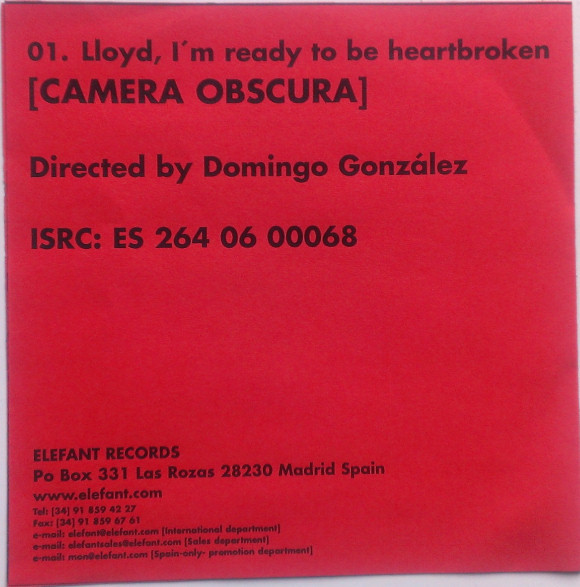 01. Lloyd, I´m ready to be heartbroken
[CAMERA OBSCURA]
Directed by Domingo González
ISRC: ES 264 06 00068
ELEFANT RECORDS
Po Box 331 Las Rozas 28230 Madrid Spain
www.elefant.com
Tel: (34) 91 859 42 27
Fax: (34) 91 859 67 61
e-mail: elefant@elefant.com [International department]
e-mail: elefantsales@elefant.com [Sales department]
e-mail: mon@elefant.com [Spain-only- promotion department]